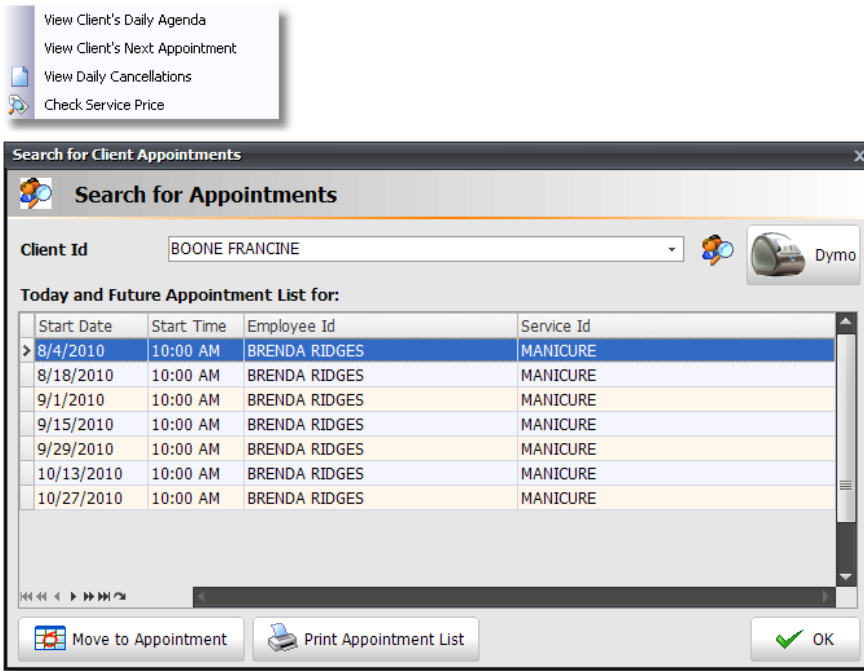 View Client's Daily Agenda
View Client's Next Appointment
View Daily Cancellations
Check Service Price
Search for Client Appointments x
Search for Appointments
Client Id BOONE FRANCINE Dymo
Today and Future Appointment List for:
Start Date Start Time Employee Id Service Id
8/4/2010 10:00 AM BRENDA RIDGES MANICURE
8/18/2010 10:00 AM BRENDA RIDGES MANICURE
9/1/2010 10:00 AM BRENDA RIDGES MANICURE
9/15/2010 10:00 AM BRENDA RIDGES MANICURE
9/29/2010 10:00 AM BRENDA RIDGES MANICURE
10/13/2010 10:00 AM BRENDA RIDGES MANICURE
10/27/2010 10:00 AM BRENDA RIDGES MANICURE
Move to Appointment Print Appointment List OK